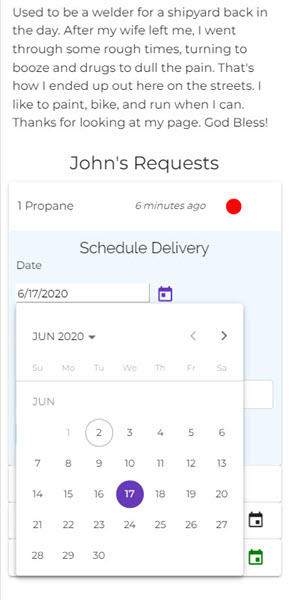 Used to be a welder for a shipyard back in
the day. After my wife left me, I went
through some rough times, turning to
booze and drugs to dull the pain. That's
how I ended up out here on the streets. I
like to paint, bike, and run when I can.
Thanks for looking at my page. God Bless!
John's Requests
1 Propane 6 minutes ago
Schedule Delivery
Date
6/17/2020
JUN 2020
Su Mo Tu We Th Fr Sa
JUN
1 2 3 4 5 6
7 8 9 10 11 12 13
14 15 16 17 18 19 20
21 22 23 24 25 26 27
28 29 30